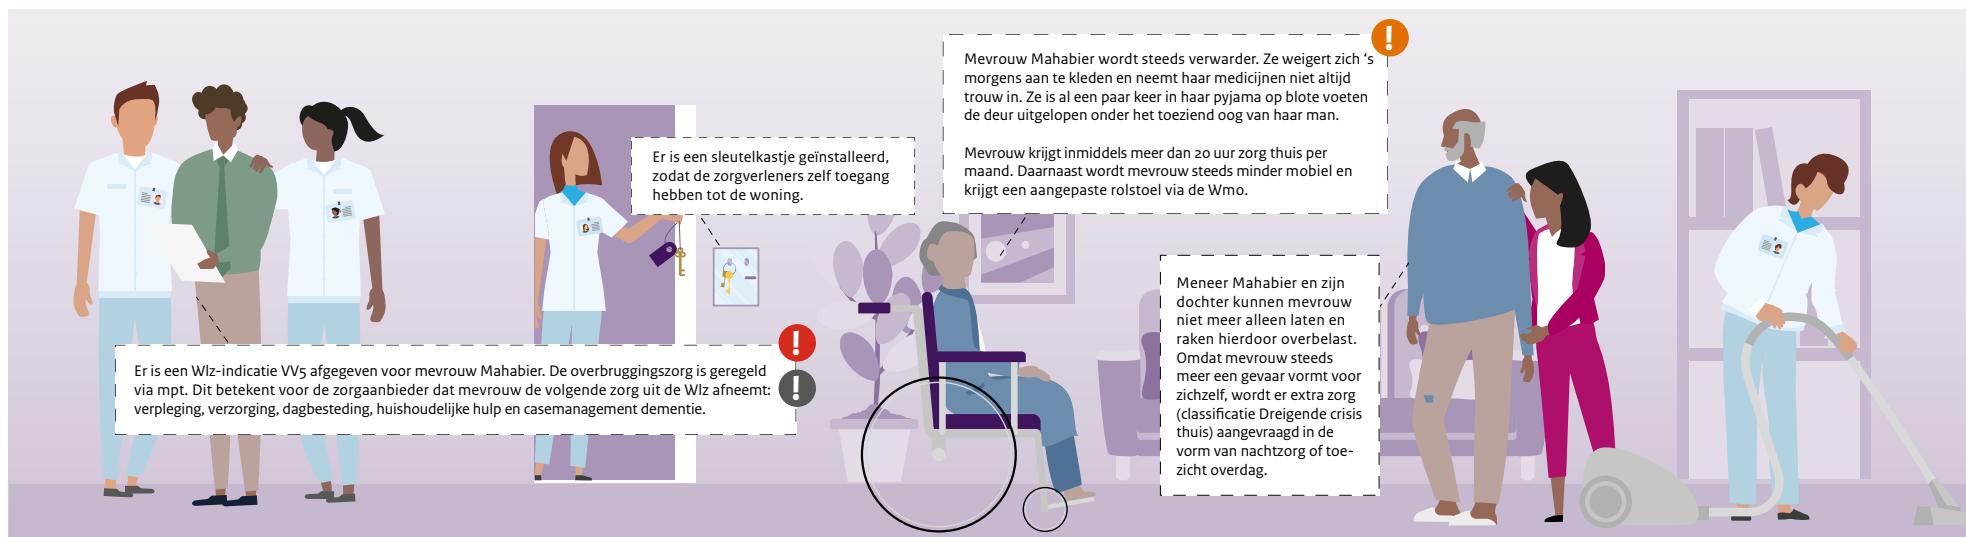 Er is een Wlz-indicatie VV5 afgegeven voor mevrouw Mahabier. De overbruggingszorg is geregeld
via mpt. Dit betekent voor de zorgaanbieder dat mevrouw de volgende zorg uit de Wlz afneemt:
verpleging, verzorging, dagbesteding, huishoudelijke hulp en casemanagement dementie.
!
!
Er is een sleutelkastje geïnstalleerd,
zodat de zorgverleners zelf toegang
hebben tot de woning.
!
Mevrouw Mahabier wordt steeds verwarder. Ze weigert zich ‘s
morgens aan te kleden en neemt haar medicijnen niet altijd
trouw in. Ze is al een paar keer in haar pyjama op blote voeten
de deur uitgelopen onder het toeziend oog van haar man.
Mevrouw krijgt inmiddels meer dan 20 uur zorg thuis per
maand. Daarnaast wordt mevrouw steeds minder mobiel en
krijgt een aangepaste rolstoel via de Wmo.
Meneer Mahabier en zijn
dochter kunnen mevrouw
niet meer alleen laten en
raken hierdoor overbelast.
Omdat mevrouw steeds
meer een gevaar vormt voor
zichzelf, wordt er extra zorg
(classificatie Dreigende crisis
thuis) aangevraagd in de
vorm van nachtzorg of toe-
zicht overdag.